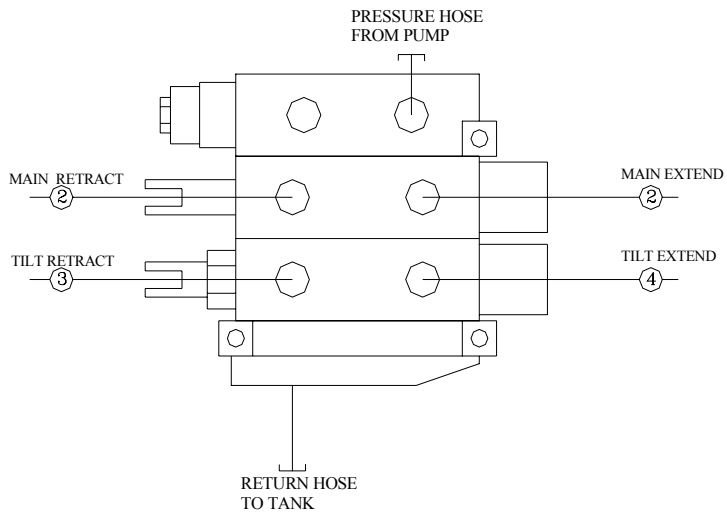 PRESSURE HOSE
FROM PUMP
MAIN RETRACT
2
MAIN EXTEND
2
TILT RETRACT
3
TILT EXTEND
4
RETURN HOSE
TO TANK